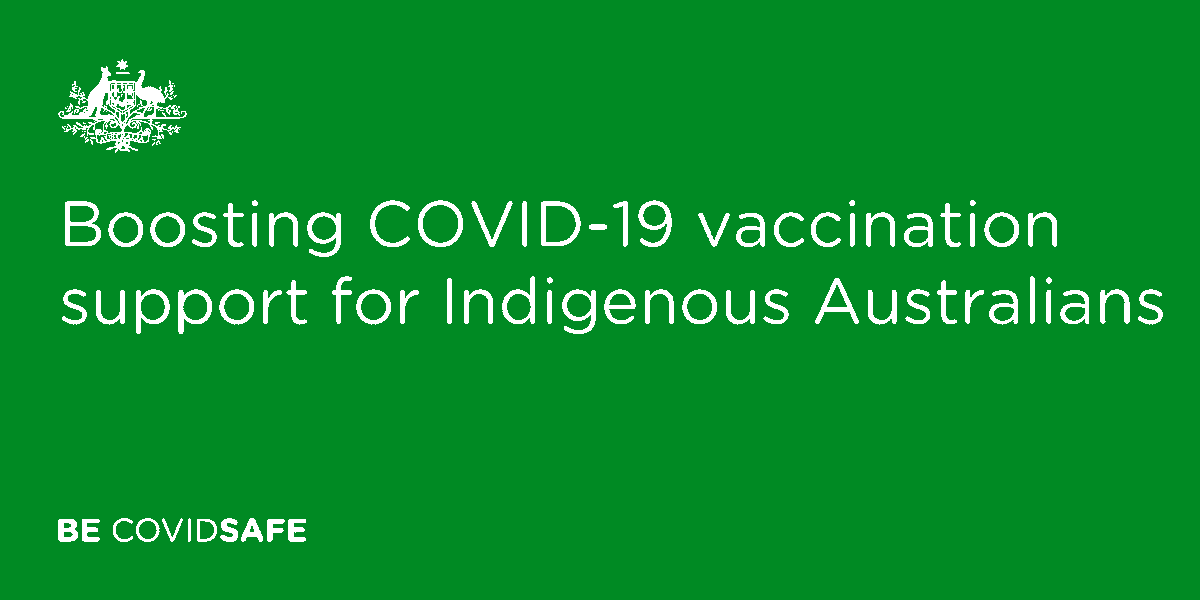 Boosting COVID-19 vaccination
support for Indigenous Australians
BE COVIDSAFE